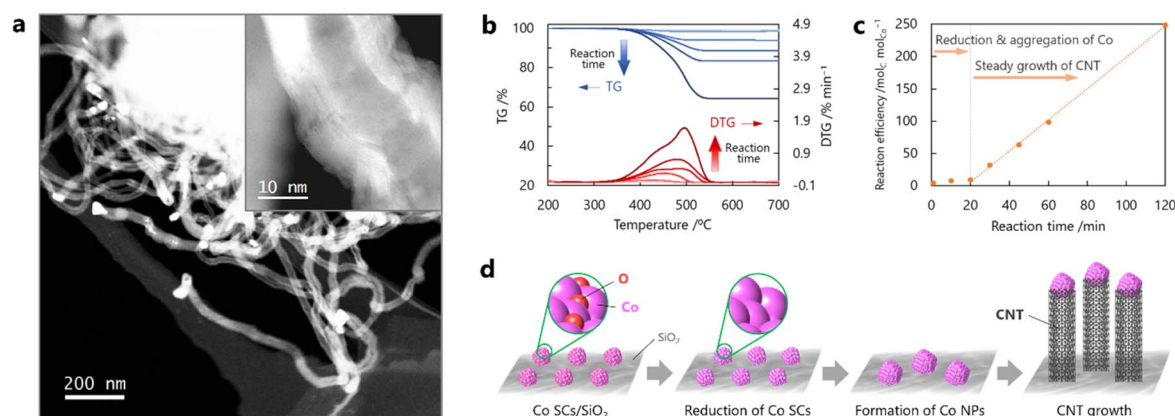 a
200 nm
10 nm
b
TG /%
100
80
60
40
20
Reaction
time
TG
DTG
Reaction
time
4.9
3.9
2.9
1.9
0.9
-0.1
DTG /% min⁻¹
200 300 400 500 600 700
Temperature /ºC
c
Reaction efficiency /mol_C mol_Co⁻¹
250
200
150
100
50
0
Reduction & aggregation of Co
Steady growth of CNT
0 20 40 60 80 100 120
Reaction time /min
d
O
Co
SiO₂
CNT
Co SCs/SiO₂
Reduction of Co SCs
Formation of Co NPs
CNT growth